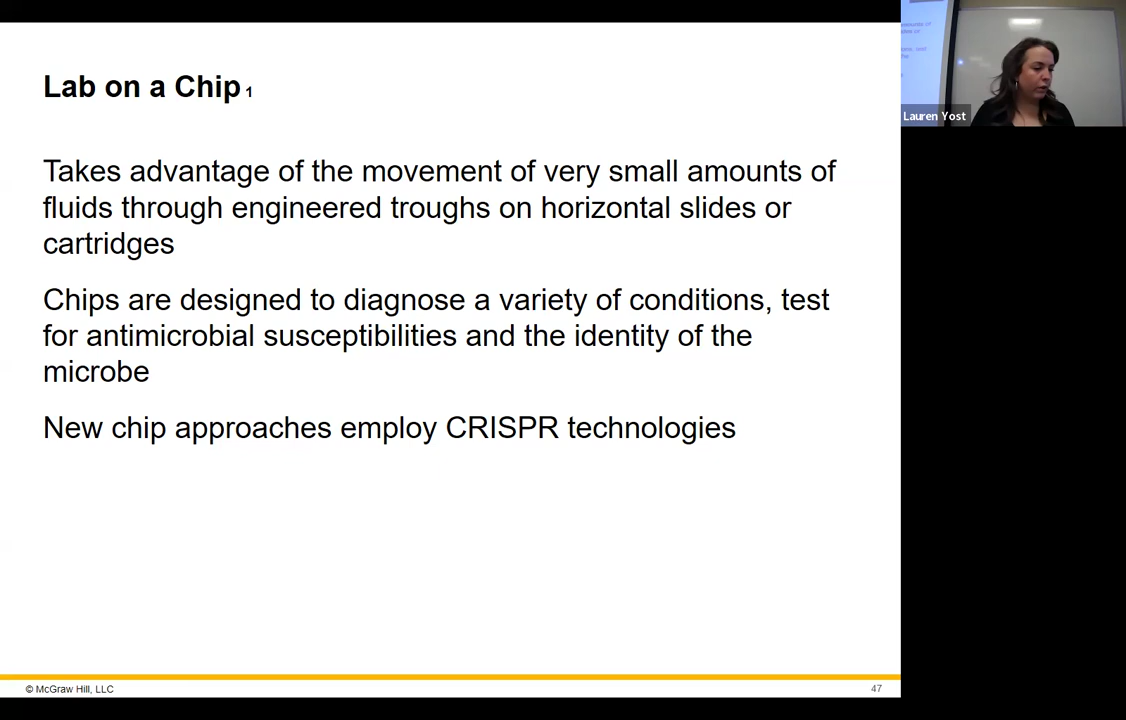 Lab on a Chip 1
Takes advantage of the movement of very small amounts of
fluids through engineered troughs on horizontal slides or
cartridges
Chips are designed to diagnose a variety of conditions, test
for antimicrobial susceptibilities and the identity of the
microbe
New chip approaches employ CRISPR technologies
© McGraw Hill, LLC
47
Lauren Yost